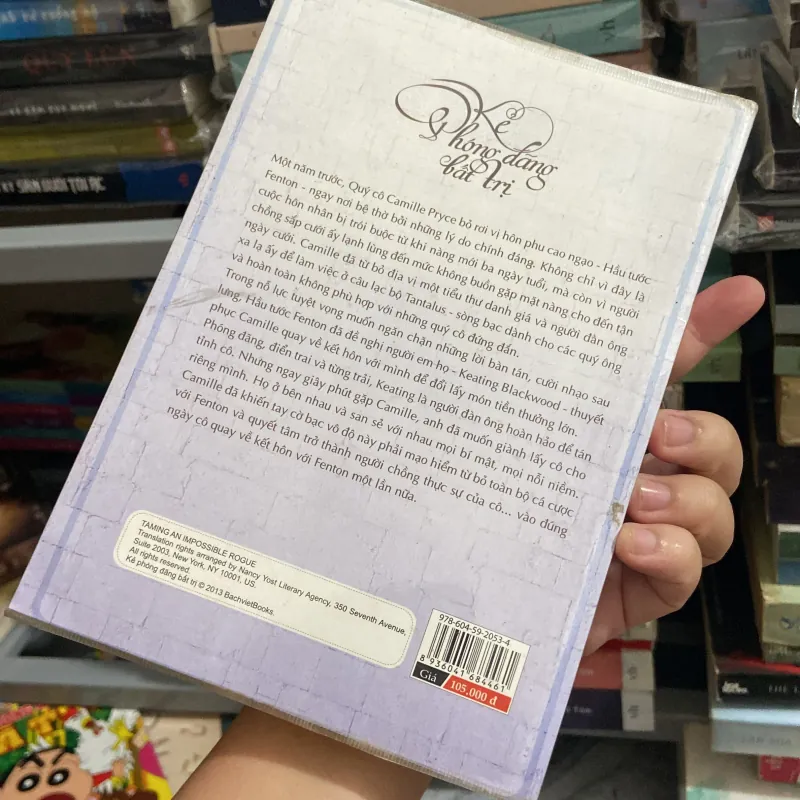 Kẻ
Phóng đãng
bất trị
Một năm trước, Quý cô Camille Pryce bỏ rơi vị hôn phu cao ngạo - Hầu tước
Fenton - ngay nơi bệ thờ bởi những lý do chính đáng. Không chỉ vì đây là
cuộc hôn nhân bị trói buộc từ khi nàng mới ba ngày tuổi, mà còn vì người
chồng sắp cưới ấy lạnh lùng đến mức không buồn gặp mặt nàng cho đến tận
ngày cưới. Camille đã từ bỏ địa vị một tiểu thư danh giá và người đàn ông
xa lạ ấy để làm việc ở câu lạc bộ Tantalus - sòng bạc dành cho các quý ông
và hoàn toàn không phù hợp với những quý cô đứng đắn.
Trong nỗ lực tuyệt vọng muốn ngăn chặn những lời bàn tán, cười nhạo sau
lưng, Hầu tước Fenton đã đề nghị người em họ - Keating Blackwood - thuyết
phục Camille quay về kết hôn với mình để đổi lấy món tiền thưởng lớn.
Phóng đãng, điển trai và từng trải, Keating là người đàn ông hoàn hảo để tán
tỉnh cô. Nhưng ngay giây phút gặp Camille, anh đã muốn giành lấy cô cho
riêng mình. Họ ở bên nhau và san sẻ với nhau mọi bí mật, mọi nỗi niềm.
Camille đã khiến tay cờ bạc vô độ này phải mạo hiểm từ bỏ toàn bộ cá cược
với Fenton và quyết tâm trở thành người chồng thực sự của cô... vào đúng
ngày cô quay về kết hôn với Fenton một lần nữa.
TAMING AN IMPOSSIBLE ROGUE
Translation rights arranged by Nancy Yost Literary Agency, 350 Seventh Avenue,
Suite 2003, New York, NY 10001, US.
All rights reserved.
Kẻ phóng đãng bất trị © 2013 BachvietBooks.
978-604-59-2053-4
8 936041 684461
Giá 105,000 đ